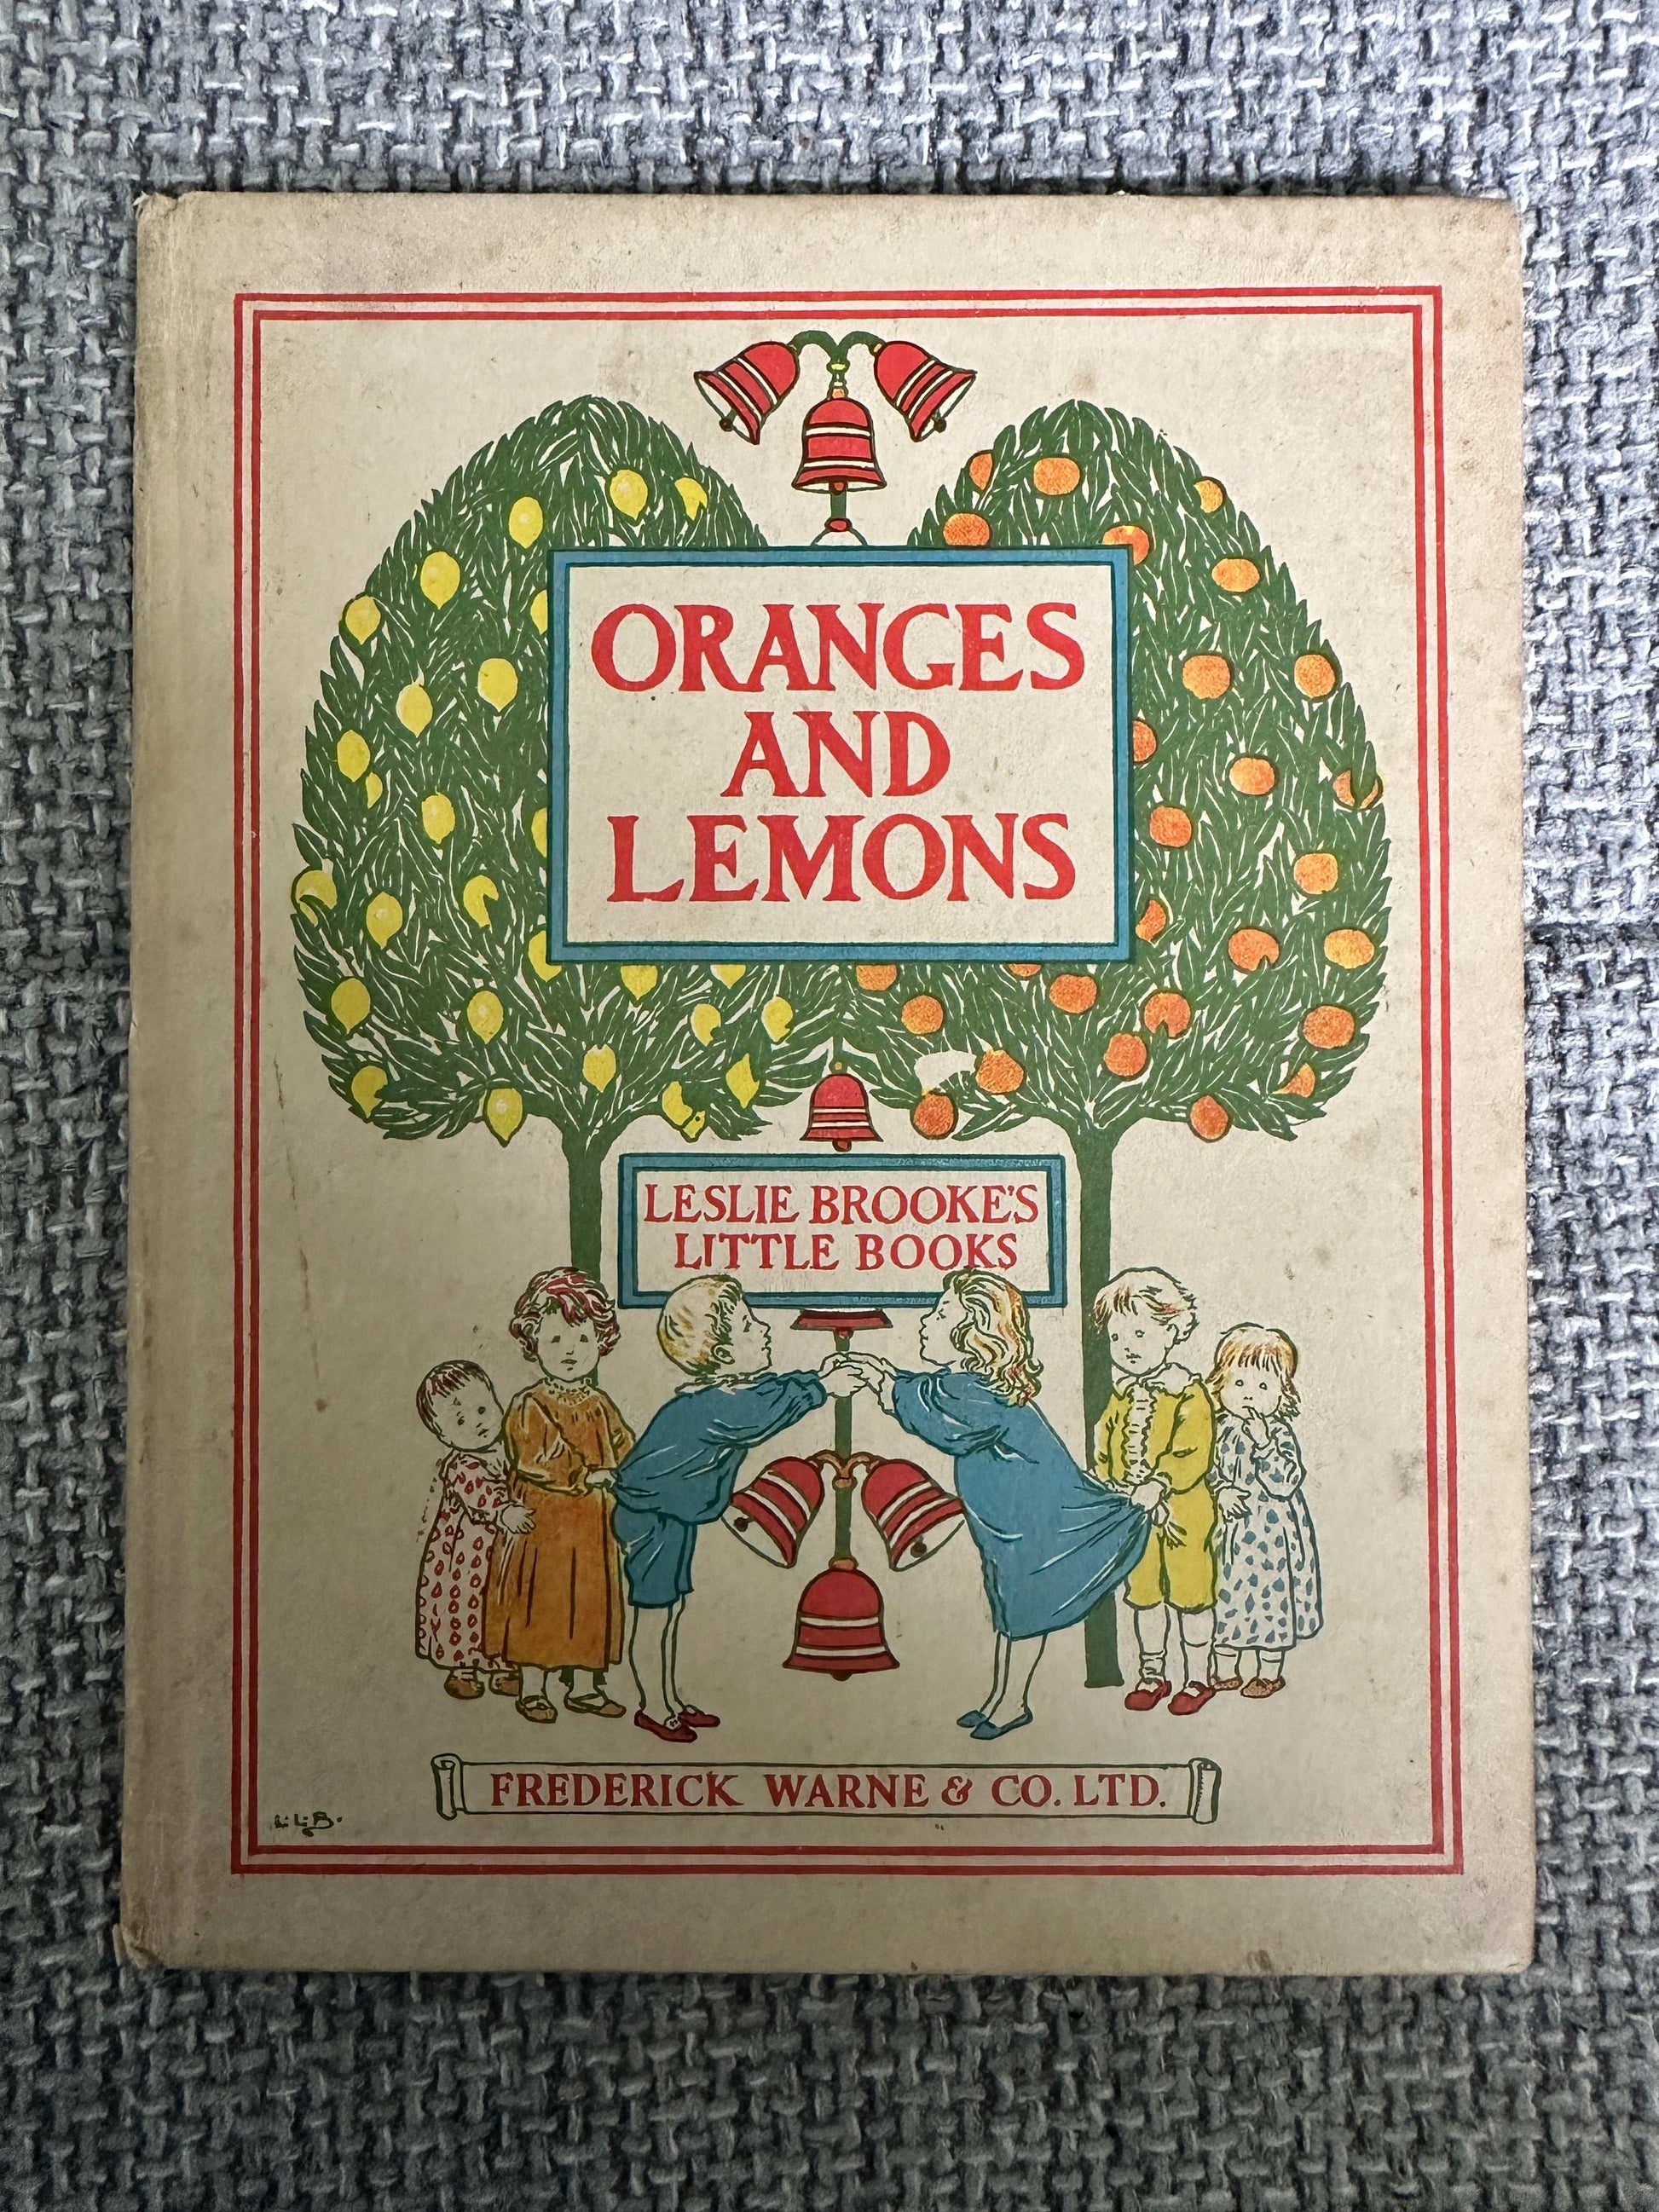 ORANGES
AND
LEMONS
LESLIE BROOKE'S
LITTLE BOOKS
FREDERICK WARNE & CO. LTD.
L.L.B.